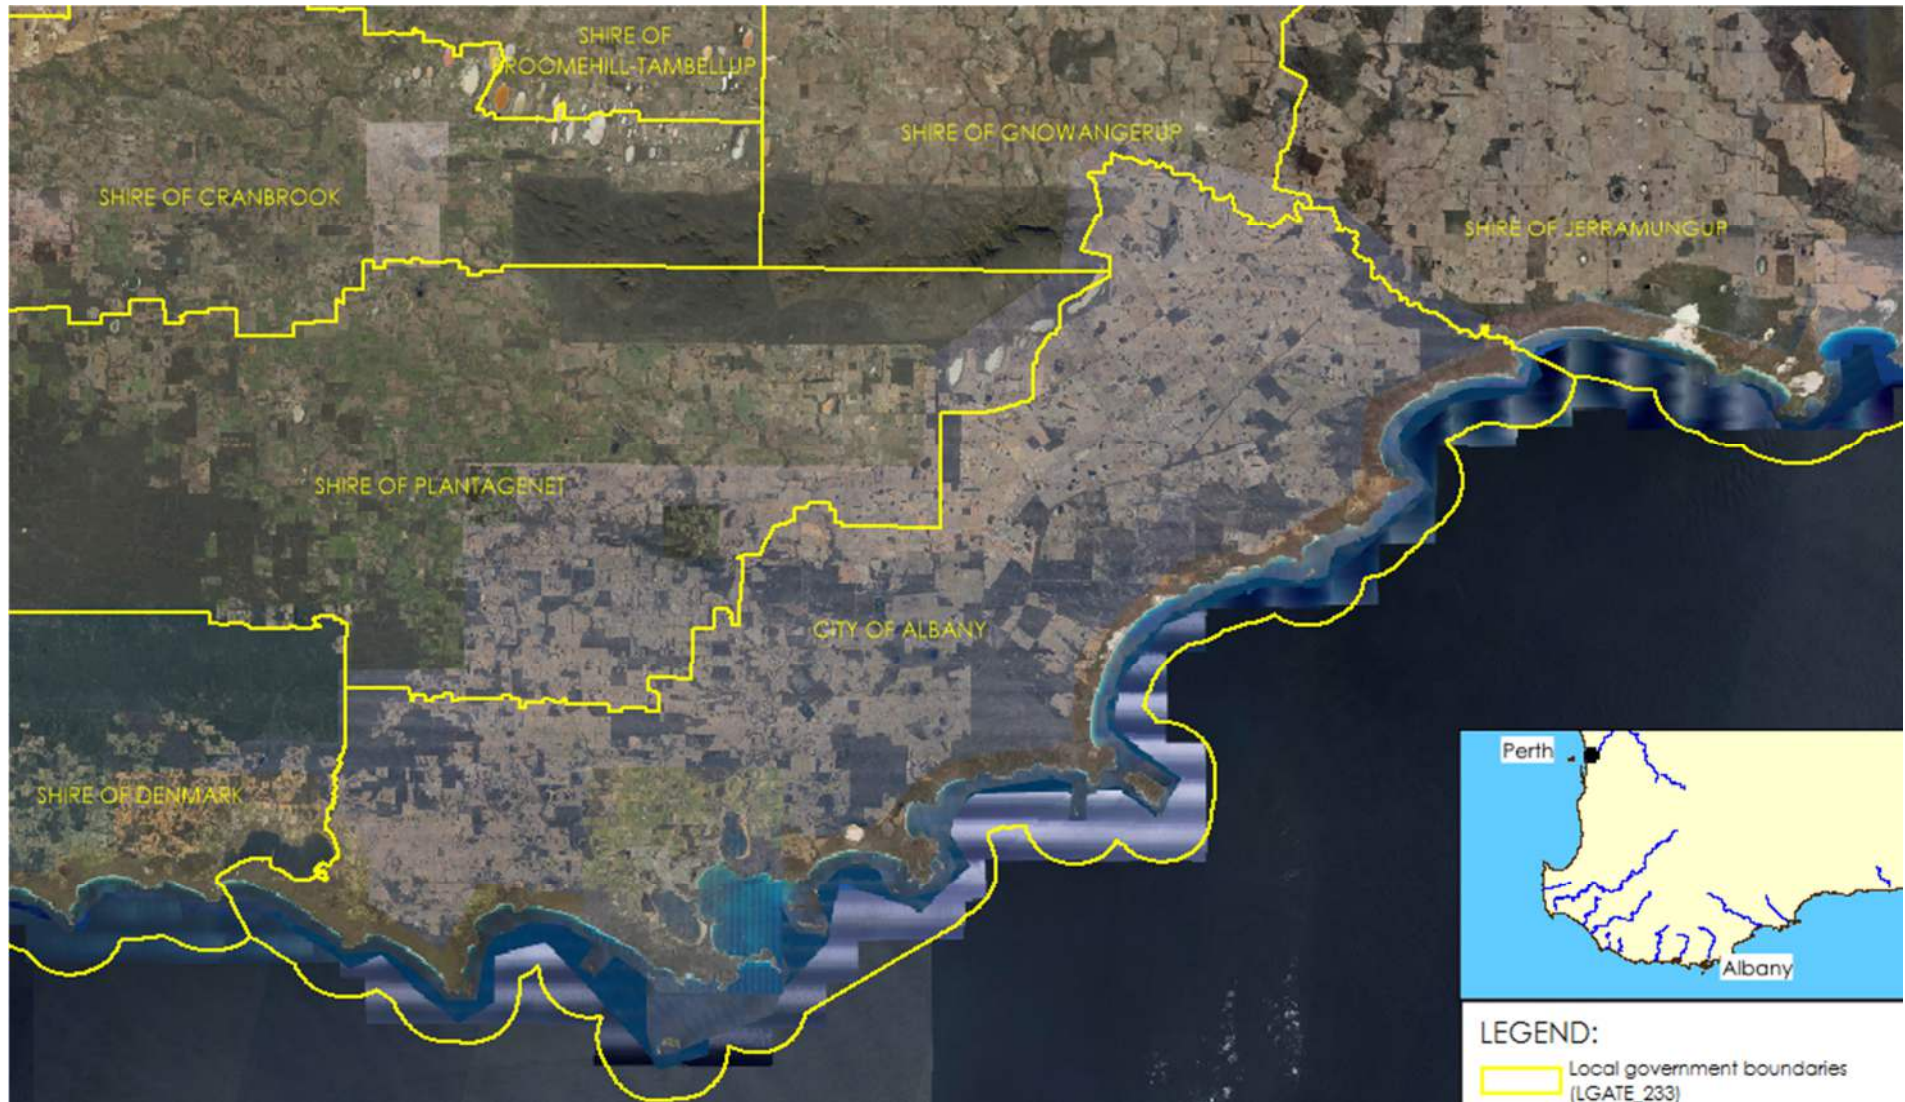 SHIRE OF
BROOMEHILL-TAMBELLUP
SHIRE OF GNOWANGERUP
SHIRE OF CRANBROOK
SHIRE OF JERRAMUNGUP
SHIRE OF PLANTAGENET
CITY OF ALBANY
SHIRE OF DENMARK
Perth
Albany
LEGEND:
Local government boundaries
(LGATE_233)